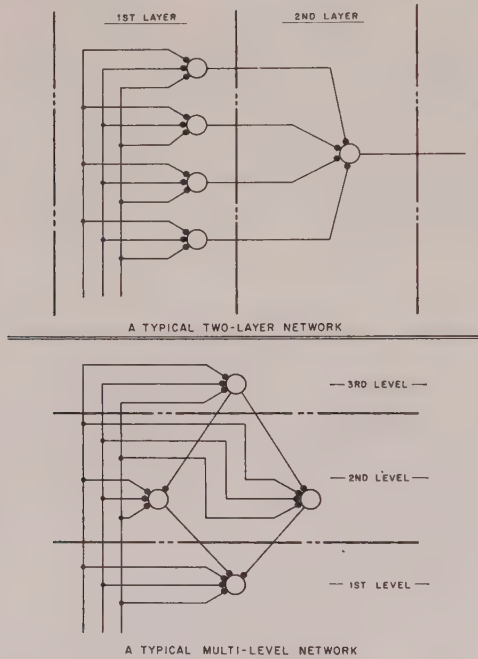 1ST LAYER
2ND LAYER
A TYPICAL TWO-LAYER NETWORK
3RD LEVEL
2ND LEVEL
1ST LEVEL
A TYPICAL MULTI-LEVEL NETWORK